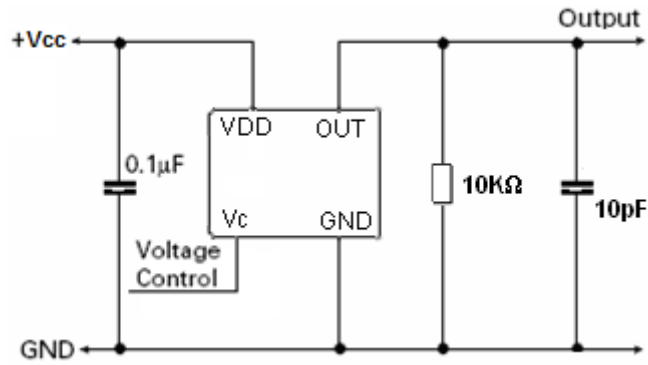 Output
+Vcc
VDD
OUT
0.1μF
10KΩ
10pF
Vc
GND
Voltage
Control
GND